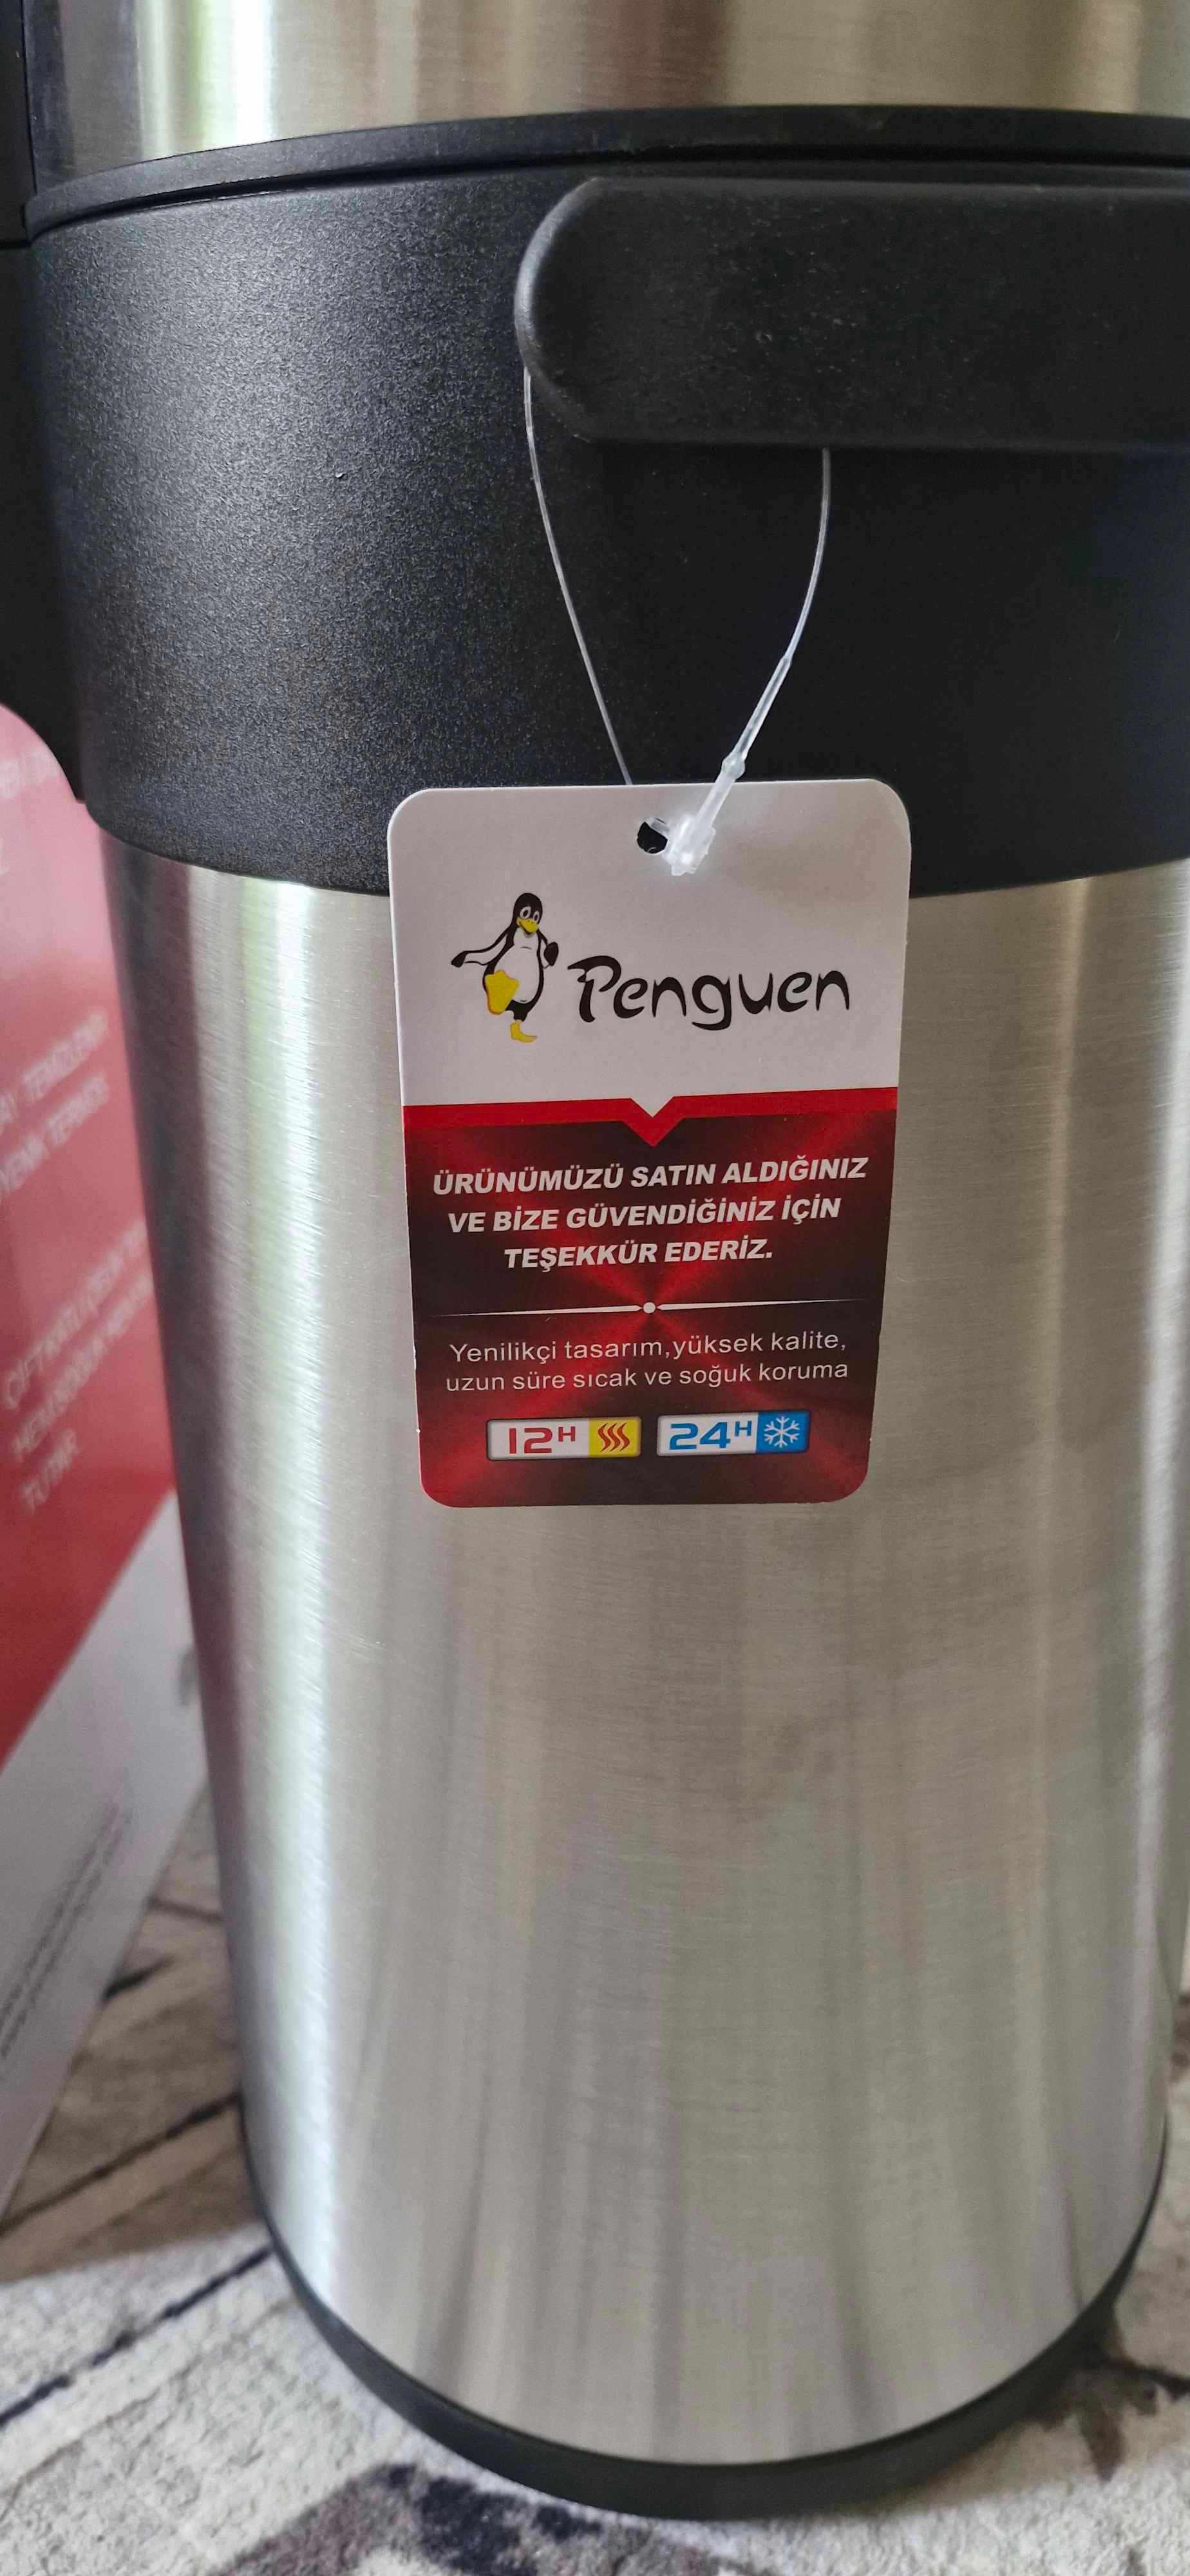 Penguen
ÜRÜNÜMÜZÜ SATIN ALDIĞINIZ
VE BİZE GÜVENDİĞİNİZ İÇİN
TEŞEKKÜR EDERİZ.
Yenilikçi tasarım,yüksek kalite,
uzun süre sıcak ve soğuk koruma
12H 24H